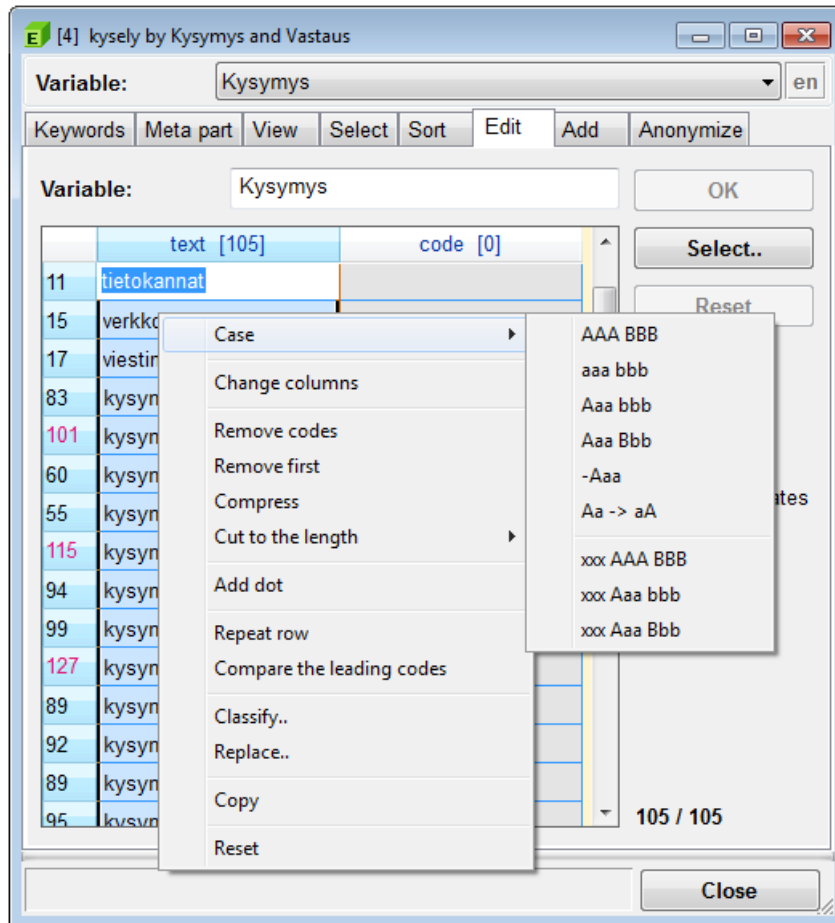 E [4] kysely by Kysymys and Vastaus
Variable: Kysymys en
Keywords Meta part View Select Sort Edit Add Anonymize
Variable: Kysymys OK
text [105] code [0] Select..
11 tietokannat
Reset
15
17
83
101
60
55
115
94
99
127
89
92
89
95
Case
Change columns
Remove codes
Remove first
Compress
Cut to the length
Add dot
Repeat row
Compare the leading codes
Classify..
Replace..
Copy
Reset
AAA BBB
aaa bbb
Aaa bbb
Aaa Bbb
-Aaa
Aa -> aA
xxx AAA BBB
xxx Aaa bbb
xxx Aaa Bbb
105 / 105
Close